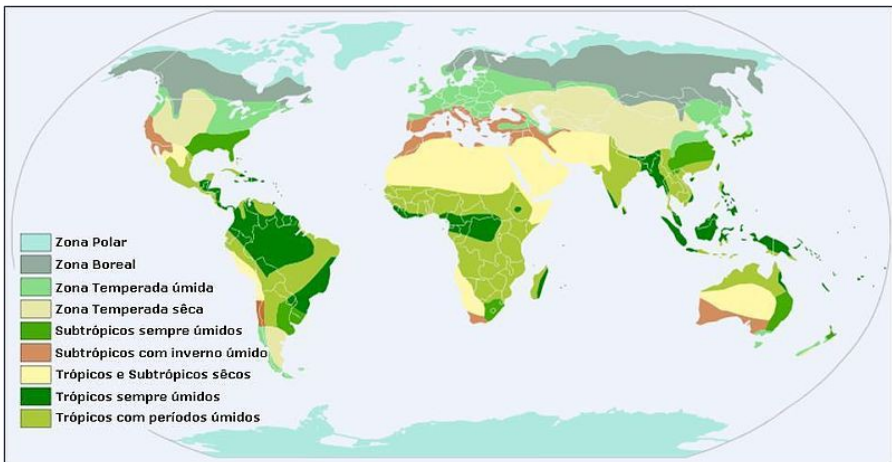 Zona Polar
Zona Boreal
Zona Temperada úmida
Zona Temperada sêca
Subtrópicos sempre úmidos
Subtrópicos com inverno úmido
Trópicos e Subtrópicos sêcos
Trópicos sempre úmidos
Trópicos com períodos úmidos